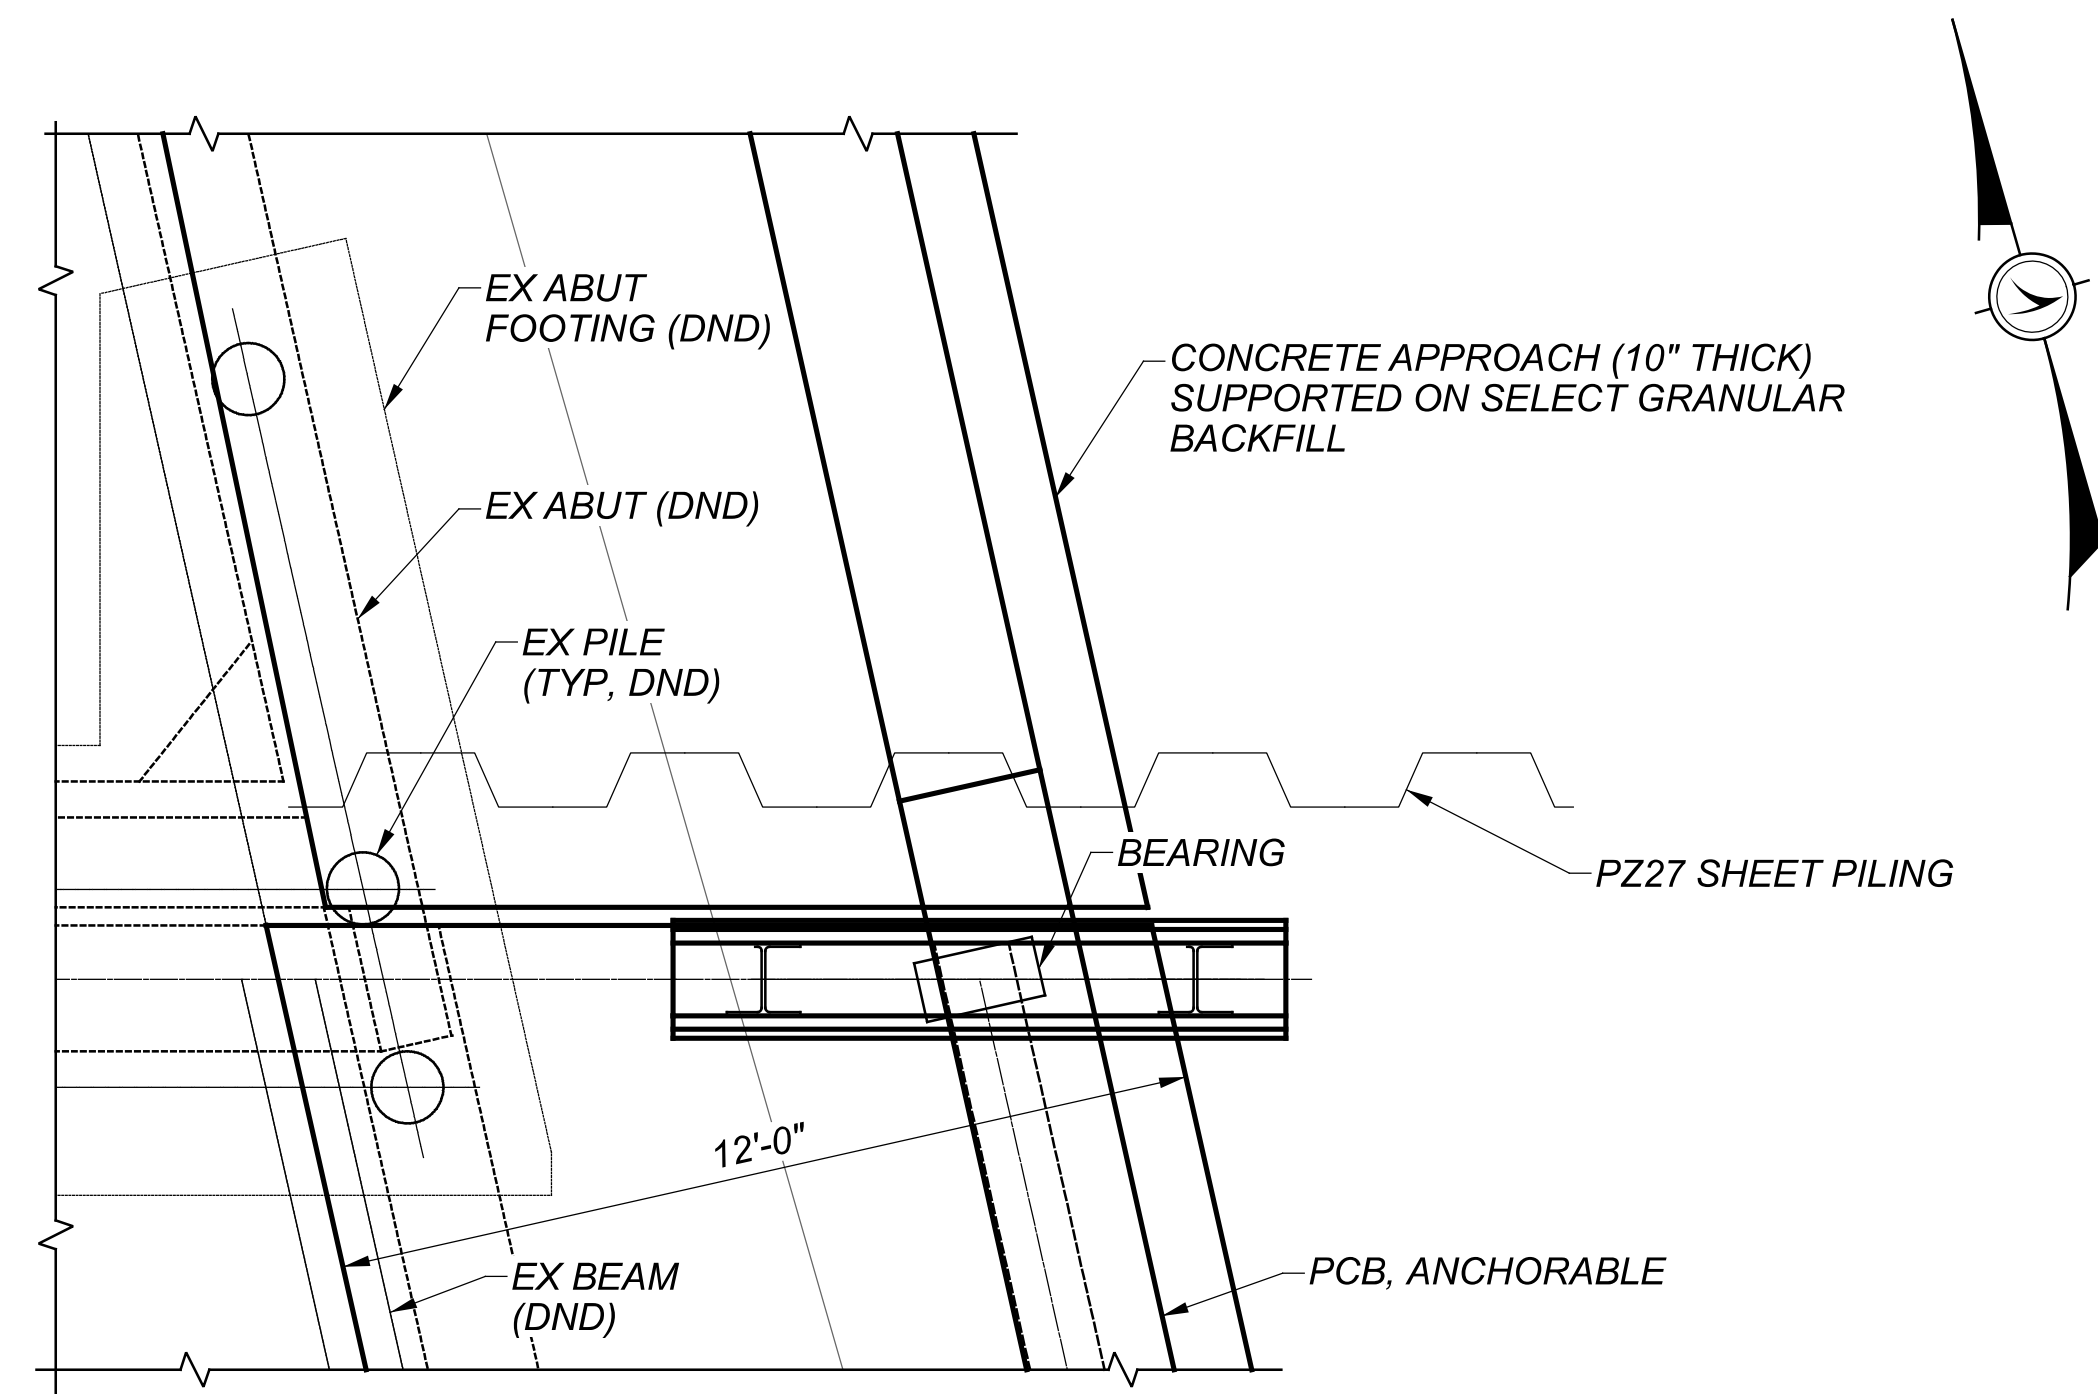 EX ABUT
FOOTING (DND)
CONCRETE APPROACH (10" THICK)
SUPPORTED ON SELECT GRANULAR
BACKFILL
EX ABUT (DND)
EX PILE
(TYP, DND)
BEARING
PZ27 SHEET PILING
12'-0"
EX BEAM
(DND)
PCB, ANCHORABLE